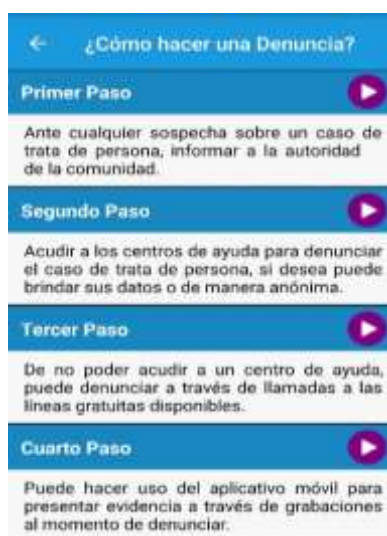 ¿Cómo hacer una Denuncia?
Primer Paso
Ante cualquier sospecha sobre un caso de
trata de persona, informar a la autoridad
de la comunidad.
Segundo Paso
Acudir a los centros de ayuda para denunciar
el caso de trata de persona, si desea puede
brindar sus datos o de manera anónima.
Tercer Paso
De no poder acudir a un centro de ayuda,
puede denunciar a través de llamadas a las
líneas gratuitas disponibles.
Cuarto Paso
Puede hacer uso del aplicativo móvil para
presentar evidencia a través de grabaciones
al momento de denunciar.